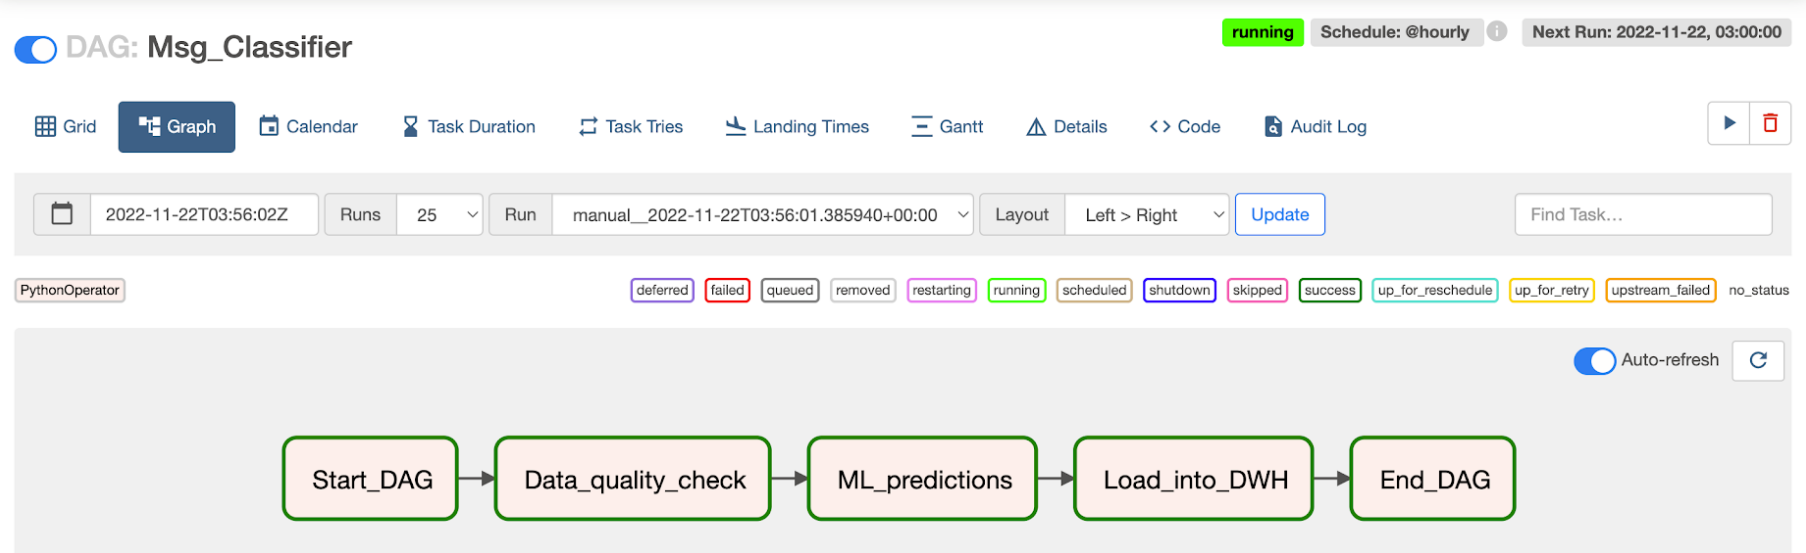 DAG: Msg_Classifier
running Schedule: @hourly Next Run: 2022-11-22, 03:00:00
Grid Graph Calendar Task Duration Task Tries Landing Times Gantt Details <> Code Audit Log
2022-11-22T03:56:02Z Runs 25 Run manual__2022-11-22T03:56:01.385940+00:00 Layout Left > Right Update Find Task...
PythonOperator deferred failed queued removed restarting running scheduled shutdown skipped success up_for_reschedule up_for_retry upstream_failed no_status
Auto-refresh
Start_DAG Data_quality_check ML_predictions Load_into_DWH End_DAG